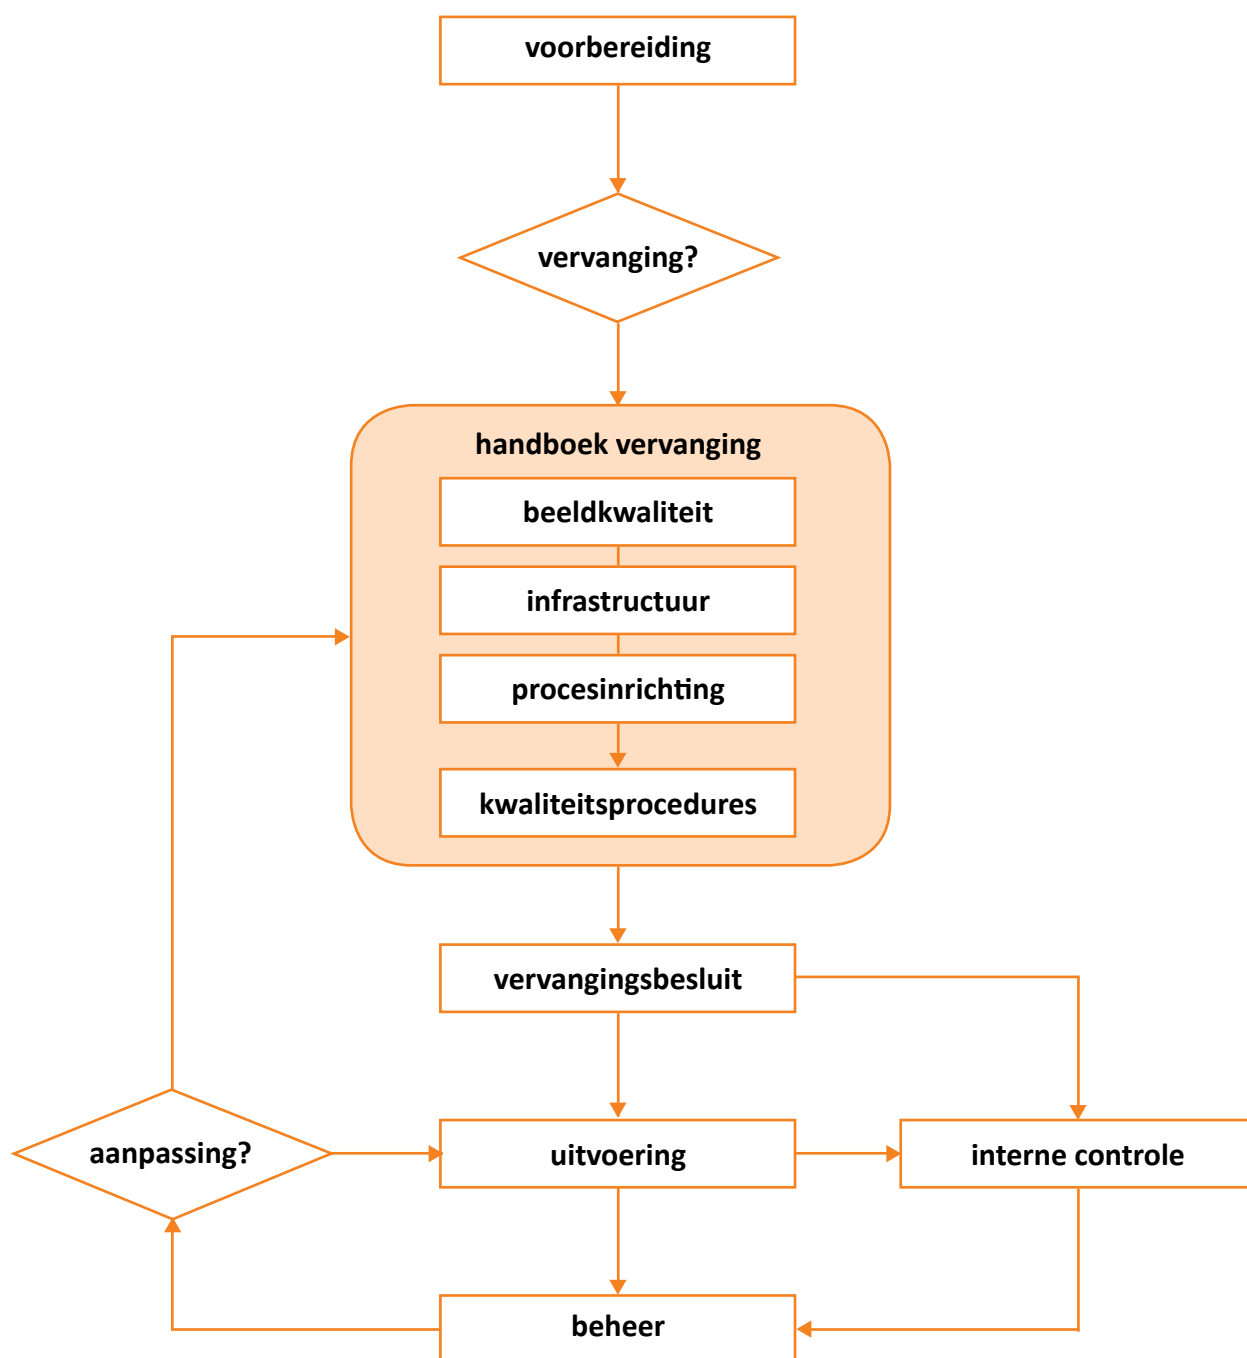 voorbereiding
vervanging?
handboek vervanging
beeldkwaliteit
infrastructuur
procesinrichting
kwaliteitsprocedures
vervangingsbesluit
aanpassing?
uitvoering
interne controle
beheer